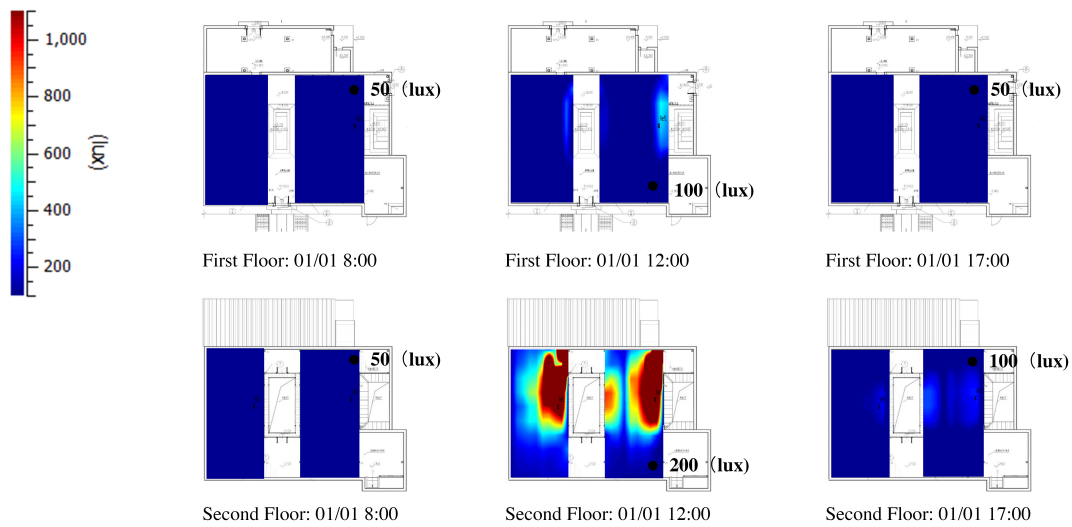 1,000
800
600
400
200
(lux)
50（lux)
100（lux)
50（lux)
First Floor: 01/01 8:00
First Floor: 01/01 12:00
First Floor: 01/01 17:00
50（lux)
200（lux)
100（lux)
Second Floor: 01/01 8:00
Second Floor: 01/01 12:00
Second Floor: 01/01 17:00